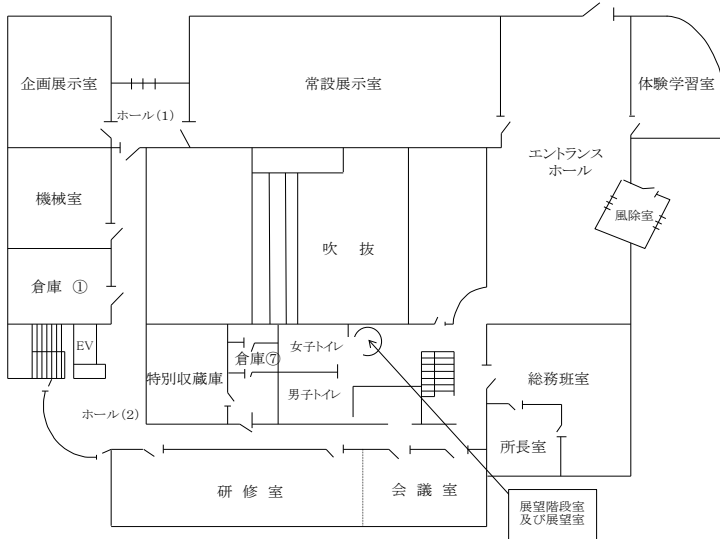 企画展示室
常設展示室
体験学習室
ホール(1)
エントランス
ホール
機械室
風除室
吹 抜
倉庫 ①
EV
女子トイレ
倉庫⑦
特別収蔵庫
総務班室
男子トイレ
ホール(2)
所長室
研 修 室
会 議 室
展望階段室
及び展望室